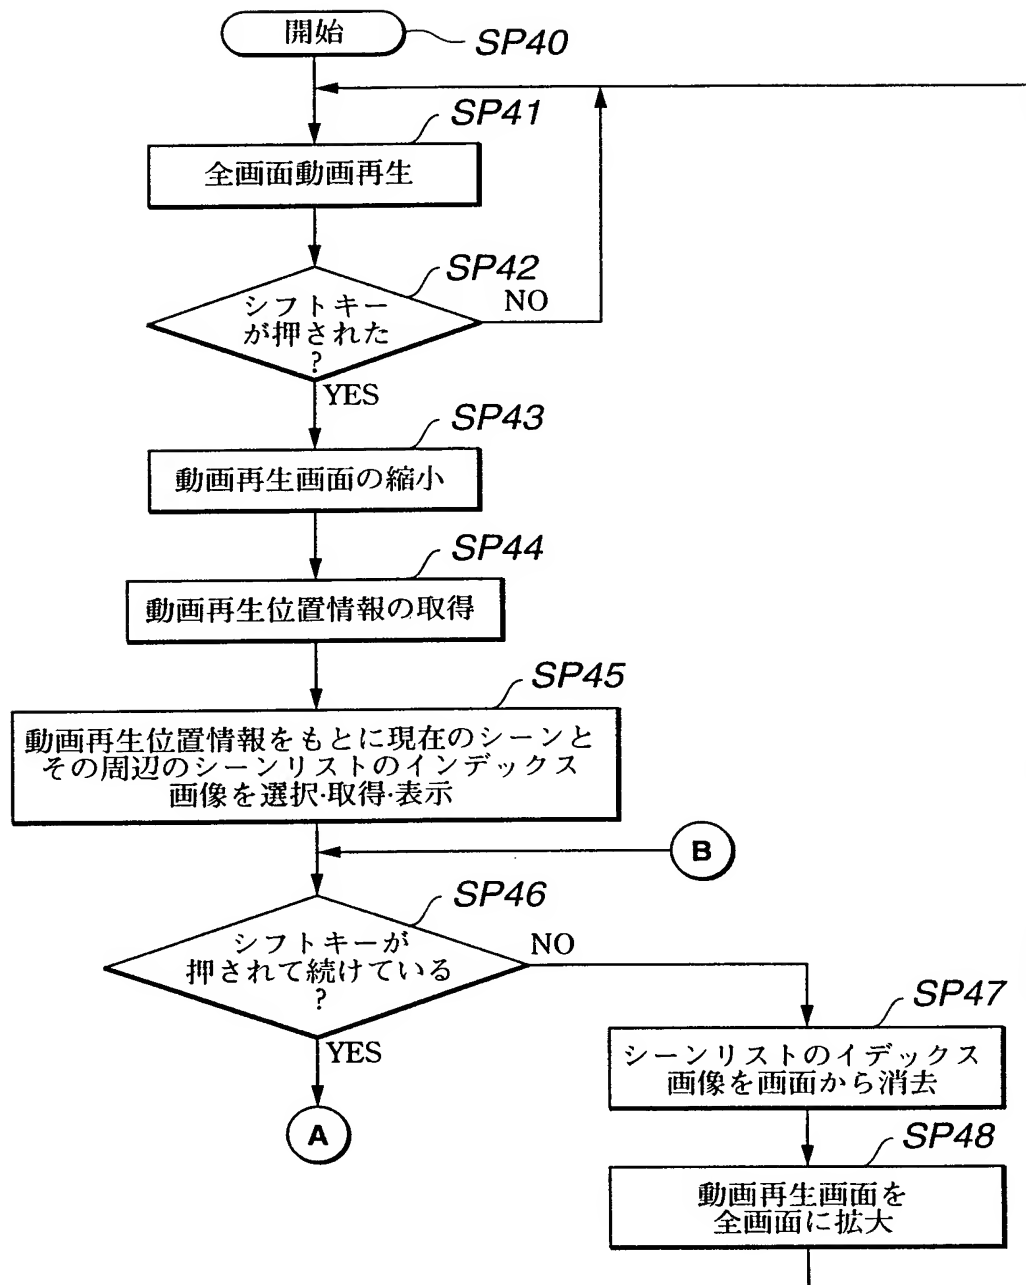 開始
SP40
SP41
全画面動画再生
SP42
シフトキー
が押された
?
NO
YES
SP43
動画再生画面の縮小
SP44
動画再生位置情報の取得
SP45
動画再生位置情報をもとに現在のシーンと
その周辺のシーンリストのインデックス
画像を選択·取得·表示
B
SP46
シフトキーが
押されて続けている
?
NO
YES
A
SP47
シーンリストのイデックス
画像を画面から消去
SP48
動画再生画面を
全画面に拡大